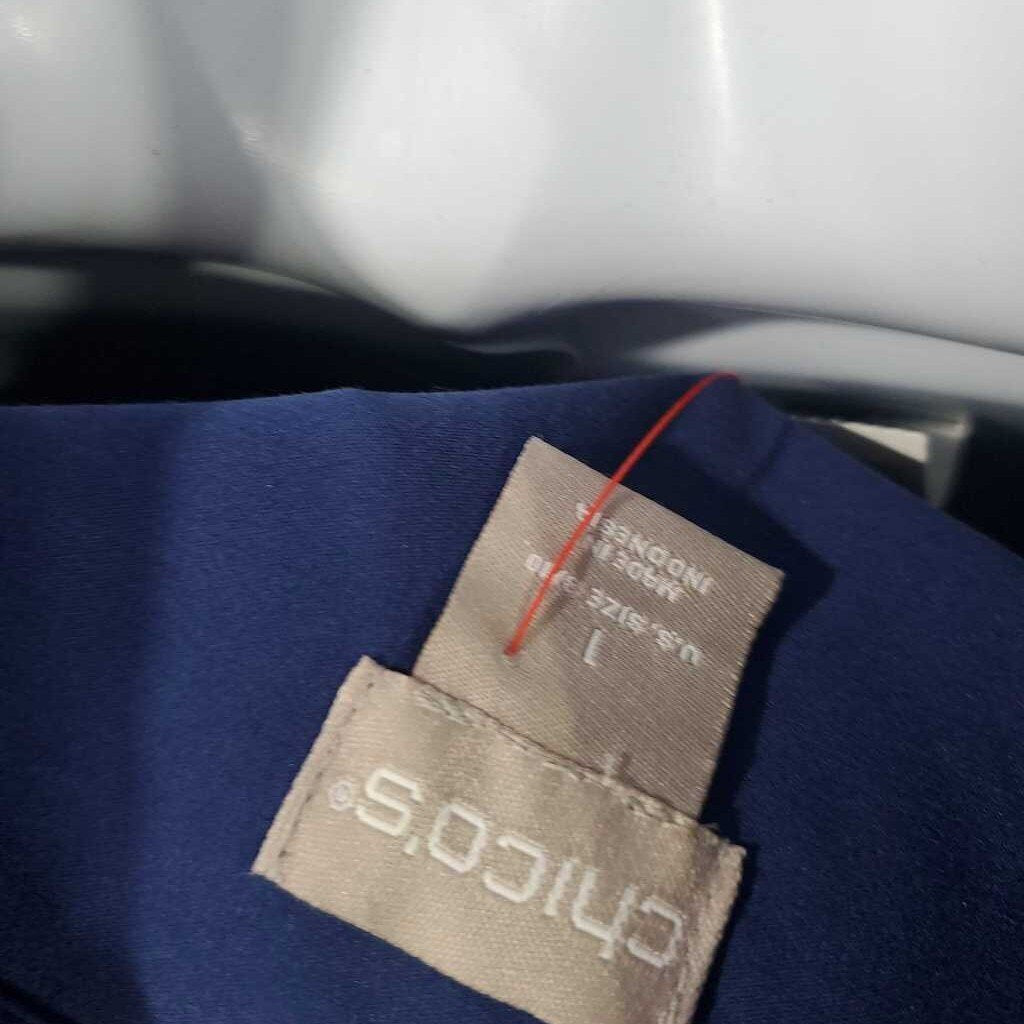 chico's®
1
U.S. SIZE
MADE IN
INDONESIA